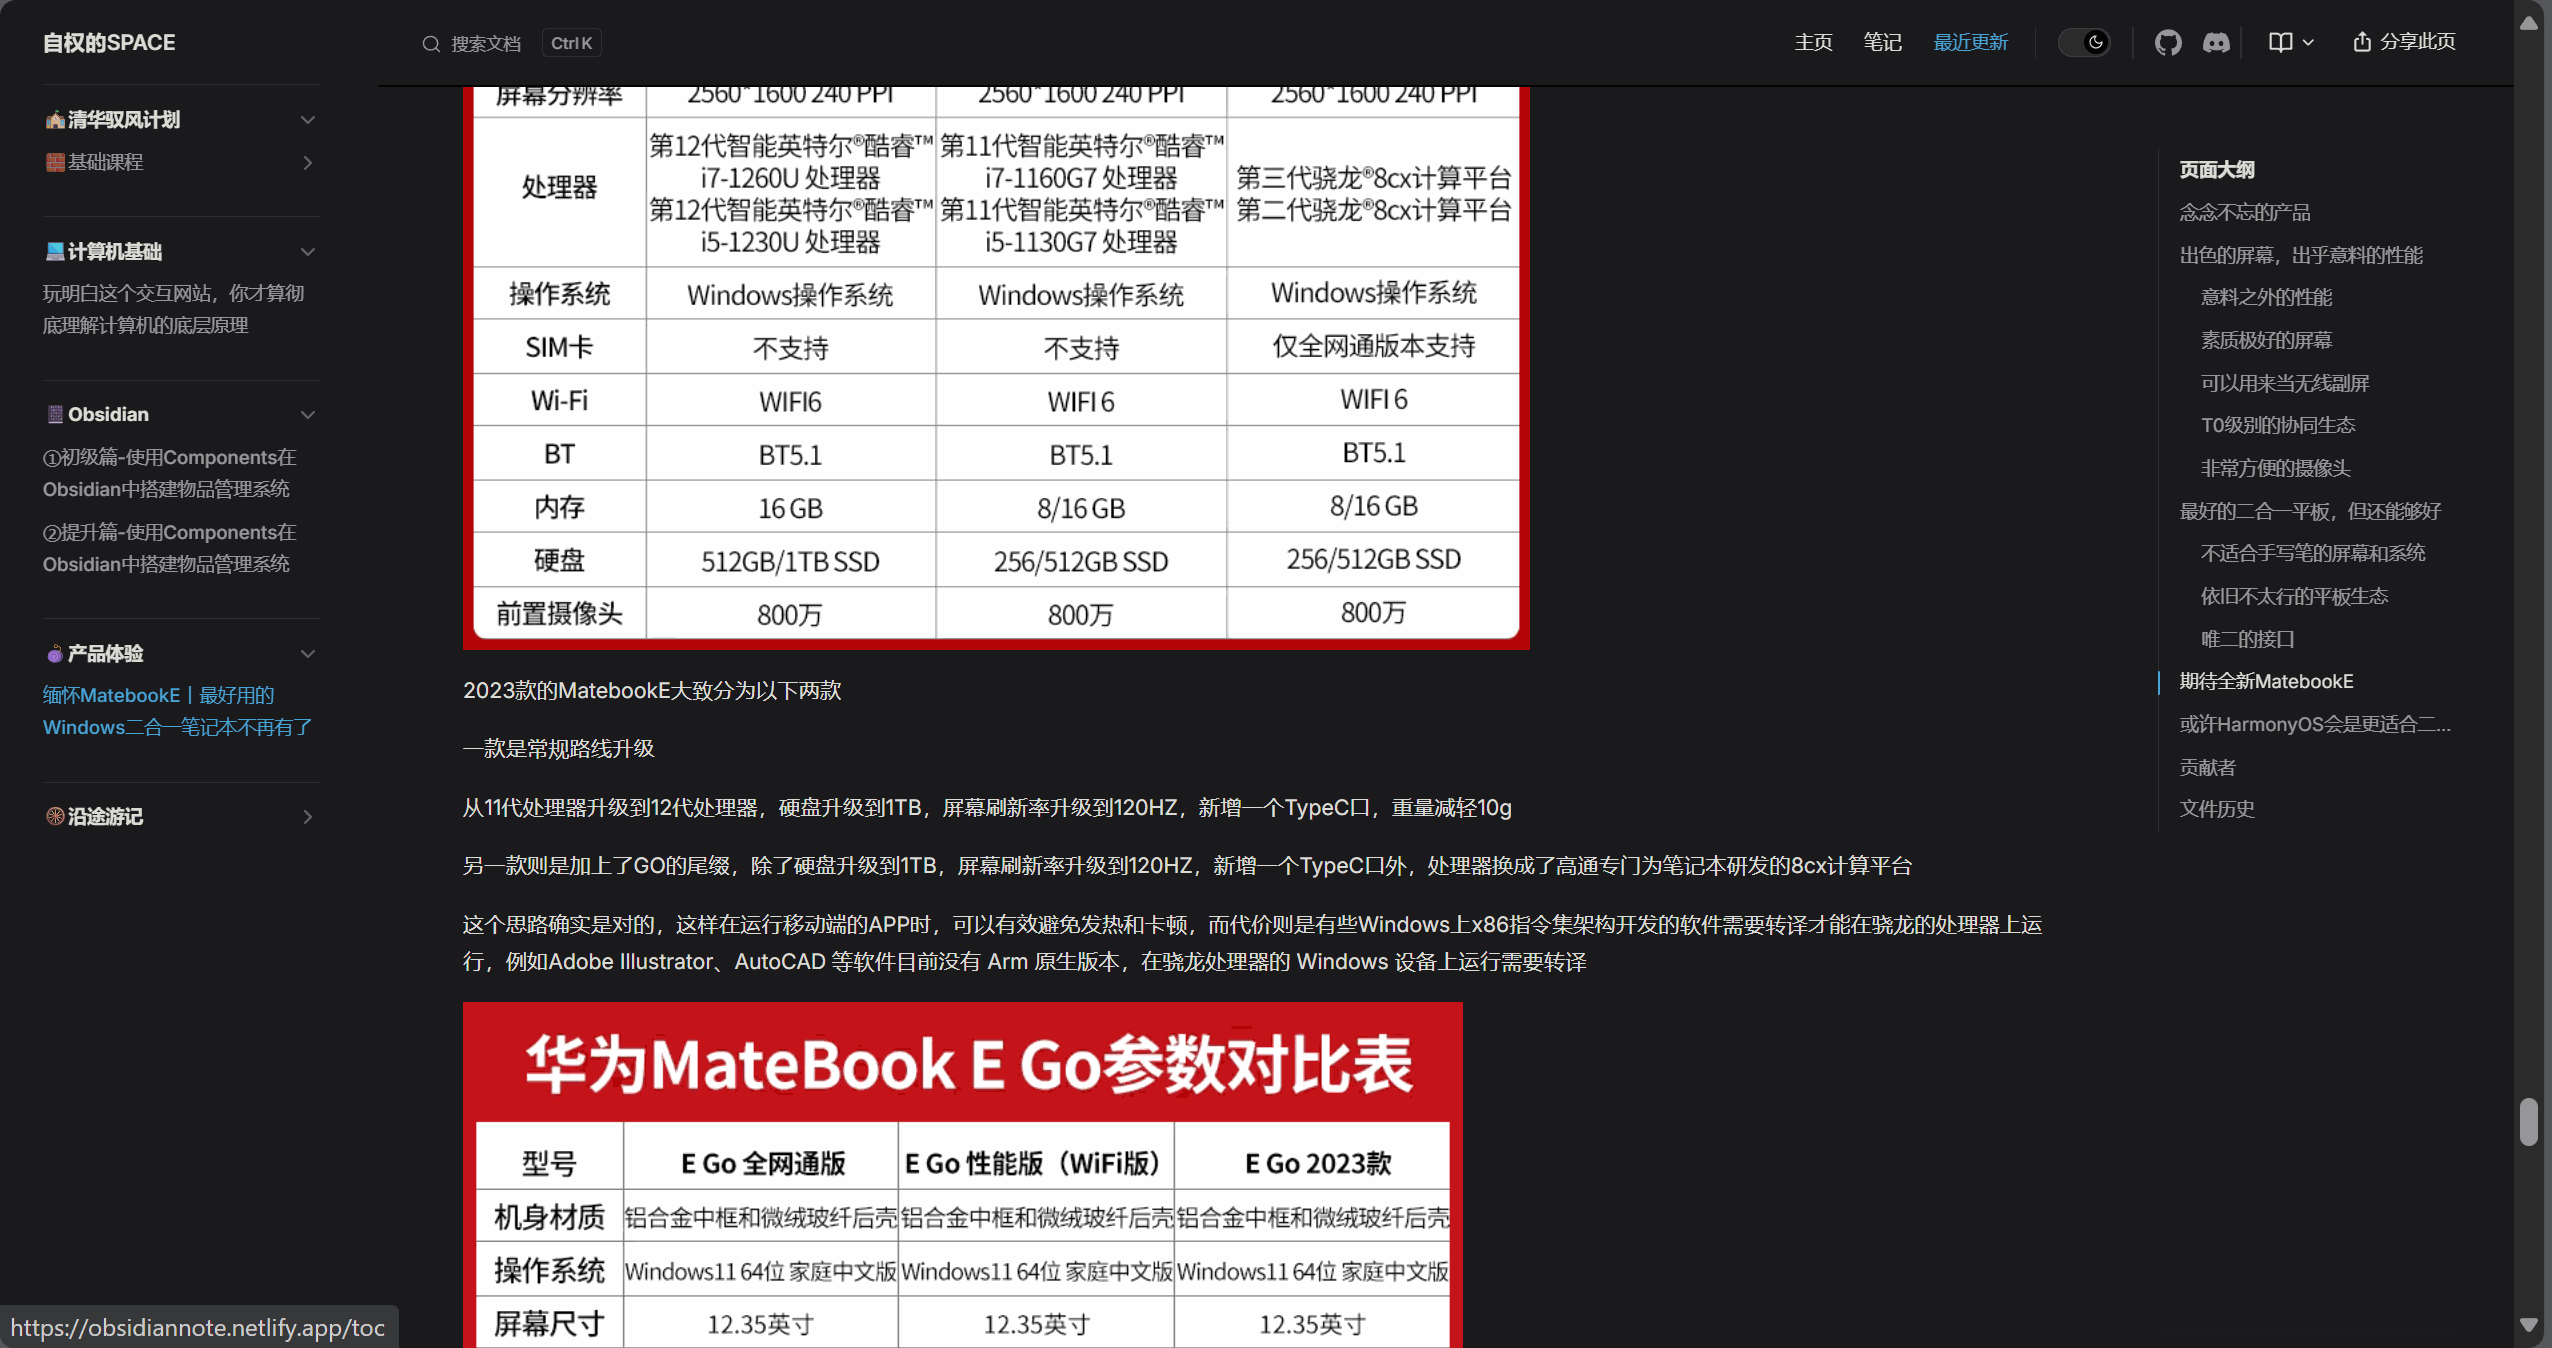 自权的SPACE
搜索文档
Ctrl K
主页
笔记
最近更新
分享此页
清华驭风计划
基础课程
计算机基础
玩明白这个交互网站，你才算彻
底理解计算机的底层原理
Obsidian
①初级篇-使用Components在
Obsidian中搭建物品管理系统
②提升篇-使用Components在
Obsidian中搭建物品管理系统
产品体验
缅怀MatebookE丨最好用的
Windows二合一笔记本不再有了
沿途游记
屏幕分辨率 2560*1600 240 PPI 2560*1600 240 PPI 2560*1600 240 PPI
处理器
第12代智能英特尔®酷睿™
i7-1260U 处理器
第12代智能英特尔®酷睿™
i5-1230U 处理器
第11代智能英特尔®酷睿™
i7-1160G7 处理器
第11代智能英特尔®酷睿™
i5-1130G7 处理器
第三代骁龙®8cx计算平台
第二代骁龙®8cx计算平台
操作系统 Windows操作系统 Windows操作系统 Windows操作系统
SIM卡 不支持 不支持 仅全网通版本支持
Wi-Fi WIFI6 WIFI 6 WIFI 6
BT BT5.1 BT5.1 BT5.1
内存 16 GB 8/16 GB 8/16 GB
硬盘 512GB/1TB SSD 256/512GB SSD 256/512GB SSD
前置摄像头 800万 800万 800万
2023款的MatebookE大致分为以下两款
一款是常规路线升级
从11代处理器升级到12代处理器，硬盘升级到1TB，屏幕刷新率升级到120HZ，新增一个TypeC口，重量减轻10g
另一款则是加上了GO的尾缀，除了硬盘升级到1TB，屏幕刷新率升级到120HZ，新增一个TypeC口外，处理器换成了高通专门为笔记本研发的8cx计算平台
这个思路确实是对的，这样在运行移动端的APP时，可以有效避免发热和卡顿，而代价则是有些Windows上x86指令集架构开发的软件需要转译才能在骁龙的处理器上运
行，例如Adobe Illustrator、AutoCAD 等软件目前没有 Arm 原生版本，在骁龙处理器的 Windows 设备上运行需要转译
华为MateBook E Go参数对比表
型号 E Go 全网通版 E Go 性能版（WiFi版） E Go 2023款
机身材质 铝合金中框和微绒玻纤后壳 铝合金中框和微绒玻纤后壳 铝合金中框和微绒玻纤后壳
操作系统 Windows11 64位 家庭中文版 Windows11 64位 家庭中文版 Windows11 64位 家庭中文版
屏幕尺寸 12.35英寸 12.35英寸 12.35英寸
页面大纲
念念不忘的产品
出色的屏幕，出乎意料的性能
意料之外的性能
素质极好的屏幕
可以用来当无线副屏
T0级别的协同生态
非常方便的摄像头
最好的二合一平板，但还能够好
不适合手写笔的屏幕和系统
依旧不太行的平板生态
唯二的接口
期待全新MatebookE
或许HarmonyOS会是更适合二...
贡献者
文件历史
https://obsidiannote.netlify.app/toc